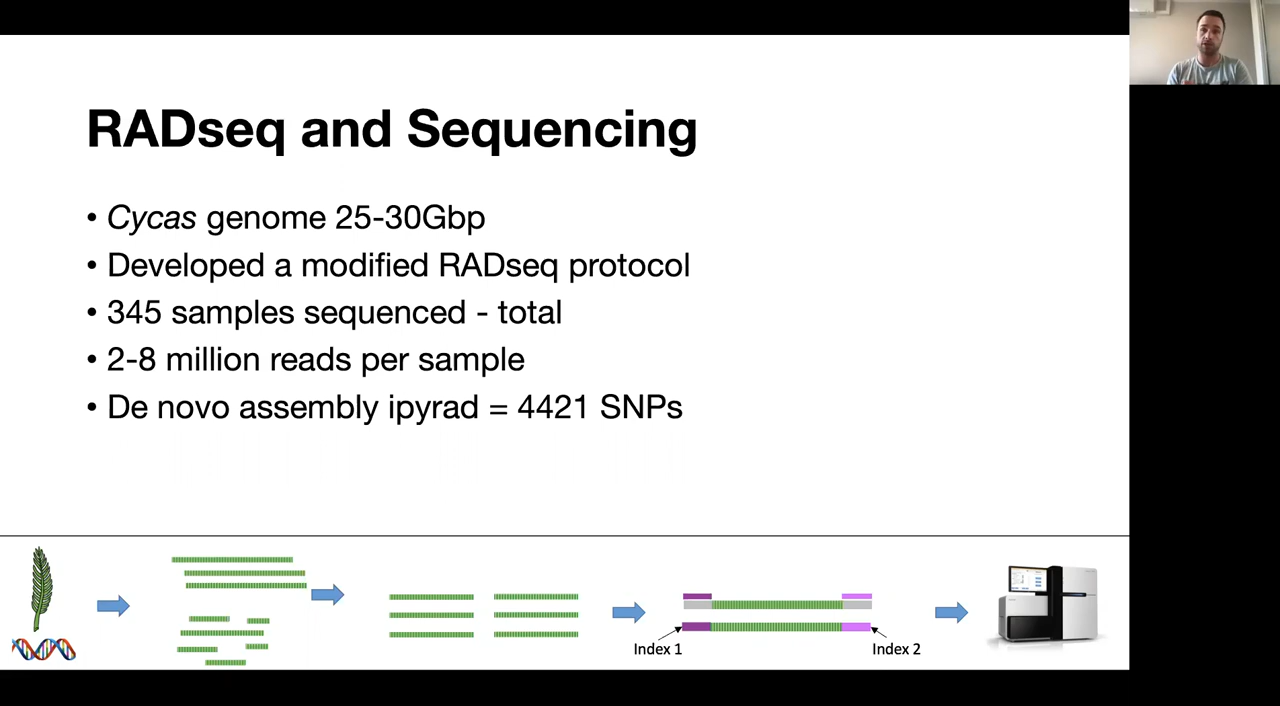 RADseq and Sequencing
• Cycas genome 25-30Gbp
• Developed a modified RADseq protocol
• 345 samples sequenced - total
• 2-8 million reads per sample
• De novo assembly ipyrad = 4421 SNPs
Index 1
Index 2